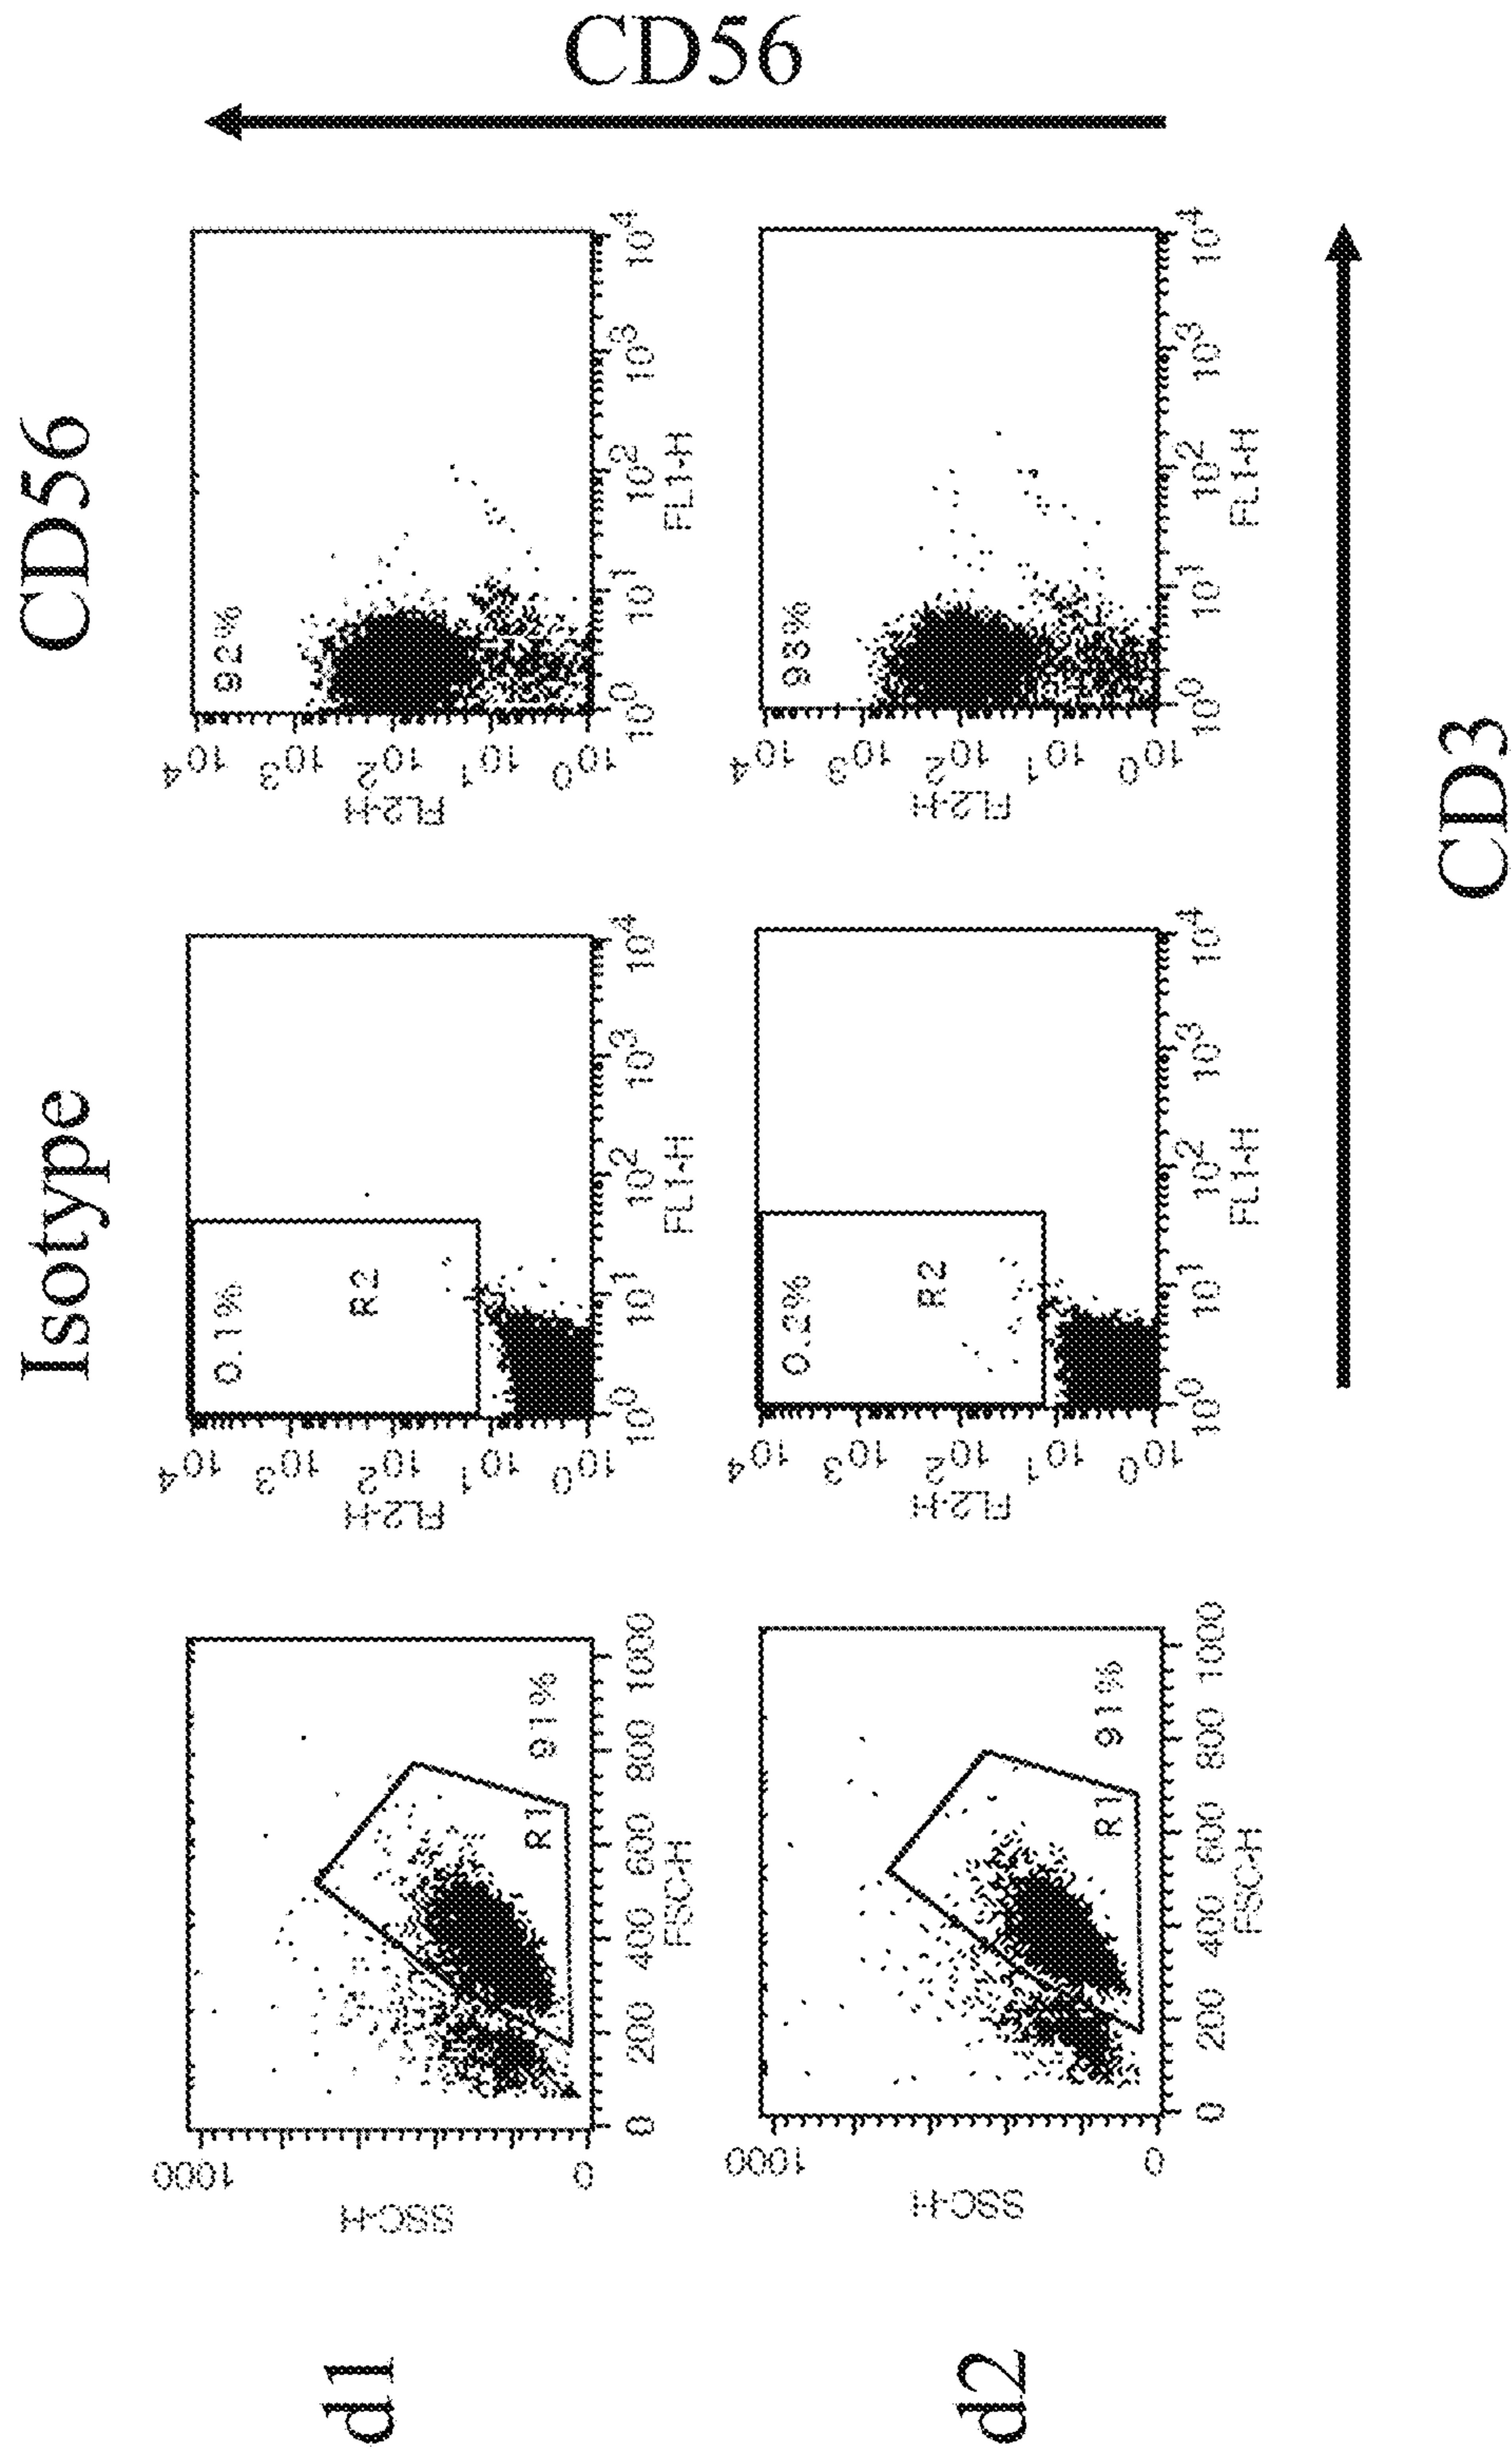 Isotype CD56
d1
1000
0
SSC-H
91%
R1
0 200 400 600 800 1000
FSC-H
0.1%
R2
10^4 10^3 10^2 10^1 10^0
FL2-H
10^0 10^1 10^2 10^3 10^4
FL1-H
92%
10^4 10^3 10^2 10^1 10^0
FL2-H
10^0 10^1 10^2 10^3 10^4
FL1-H
d2
1000
0
SSC-H
91%
R1
0 200 400 600 800 1000
FSC-H
0.2%
R2
10^4 10^3 10^2 10^1 10^0
FL2-H
10^0 10^1 10^2 10^3 10^4
FL1-H
93%
10^4 10^3 10^2 10^1 10^0
FL2-H
10^0 10^1 10^2 10^3 10^4
FL1-H
CD56
CD3